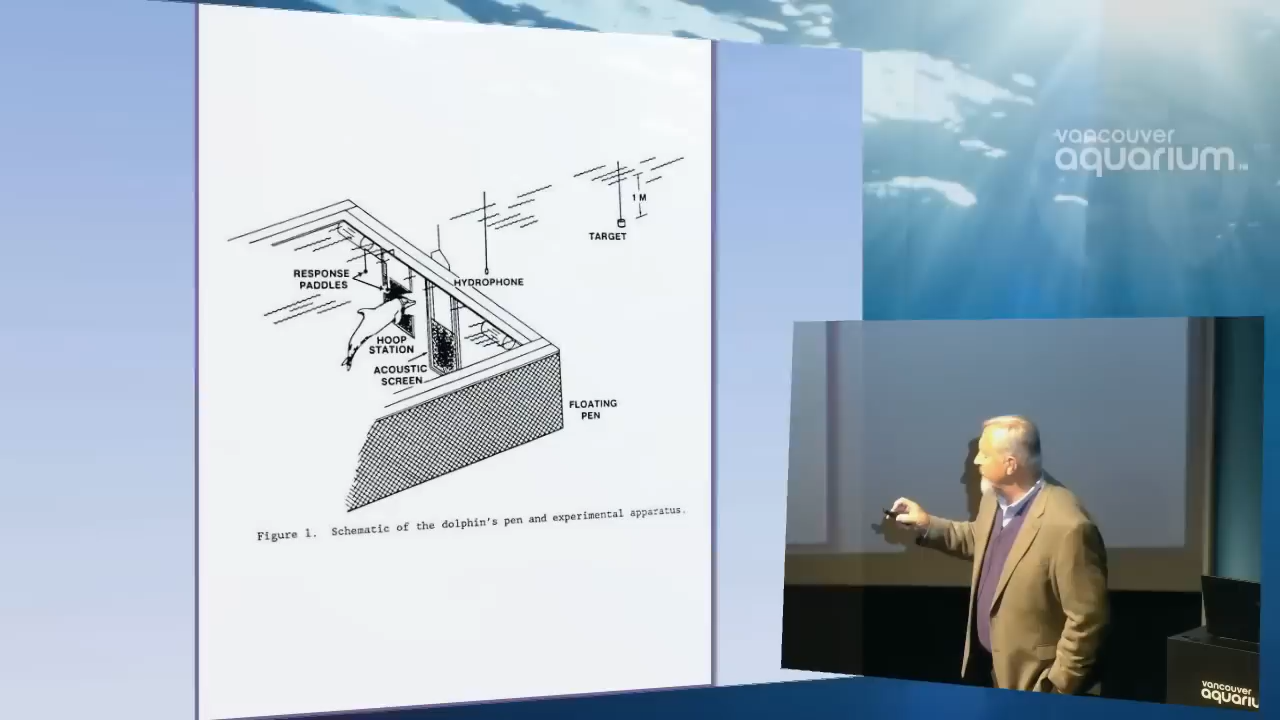 vancouver
aquarium
1 M
TARGET
RESPONSE
PADDLES
HYDROPHONE
HOOP
STATION
ACOUSTIC
SCREEN
FLOATING
PEN
Figure 1. Schematic of the dolphin's pen and experimental apparatus.
vancouver
aquariu